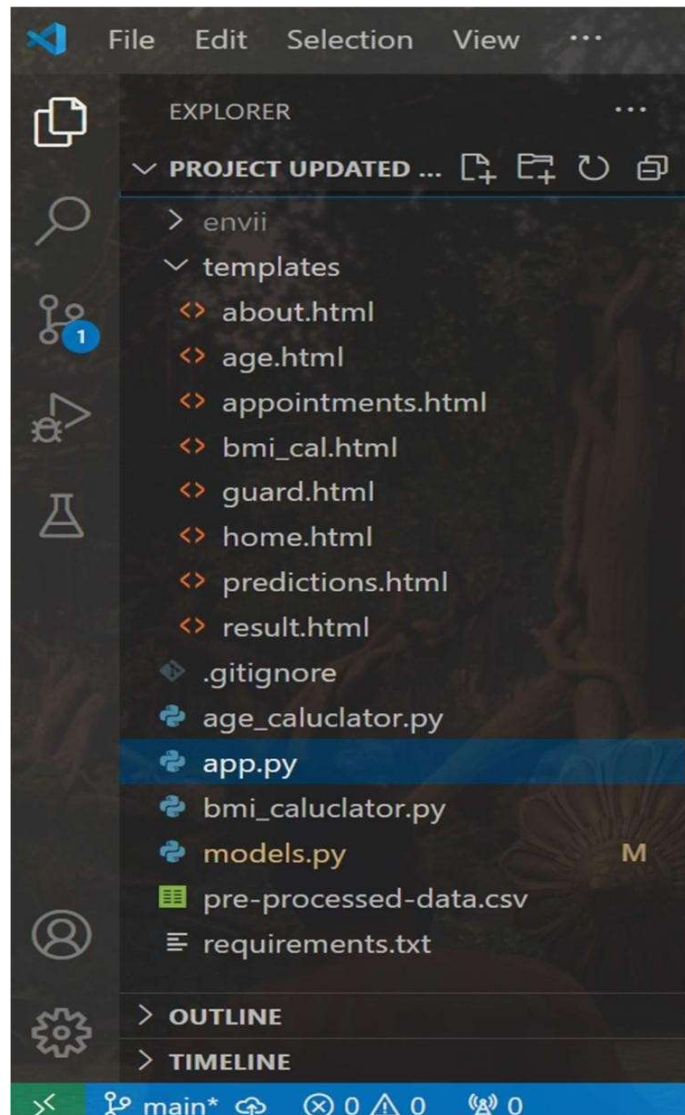 File Edit Selection View ...
EXPLORER ...
PROJECT UPDATED ...
envii
templates
<> about.html
<> age.html
<> appointments.html
1
<> bmi_cal.html
<> guard.html
<> home.html
<> predictions.html
<> result.html
.gitignore
age_caluclator.py
app.py
bmi_caluclator.py
models.py M
pre-processed-data.csv
requirements.txt
OUTLINE
TIMELINE
main* 0 0 0